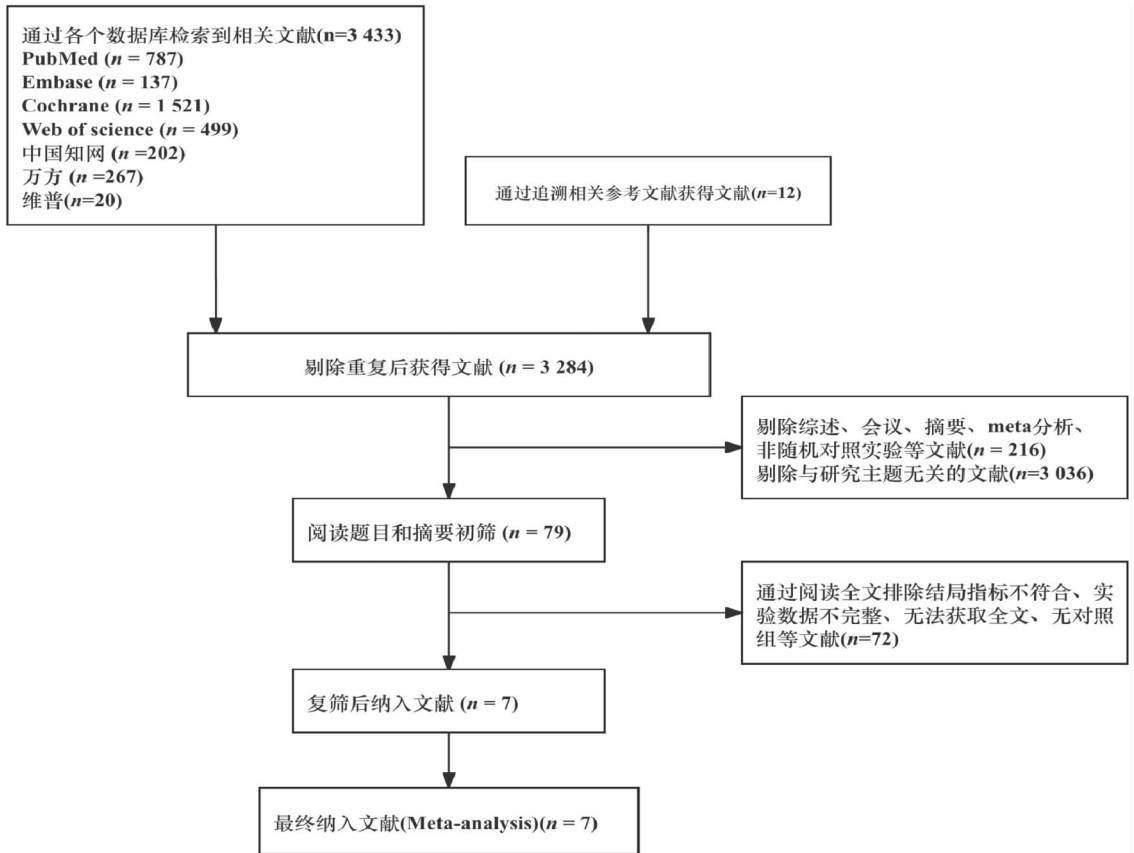 通过各个数据库检索到相关文献(n=3 433)
PubMed (n = 787)
Embase (n = 137)
Cochrane (n = 1 521)
Web of science (n = 499)
中国知网 (n =202)
万方 (n =267)
维普(n=20)
通过追溯相关参考文献获得文献(n=12)
剔除重复后获得文献 (n = 3 284)
剔除综述、会议、摘要、meta分析、
非随机对照实验等文献(n = 216)
剔除与研究主题无关的文献(n=3 036)
阅读题目和摘要初筛 (n = 79)
通过阅读全文排除结局指标不符合、实
验数据不完整、无法获取全文、无对照
组等文献(n=72)
复筛后纳入文献 (n = 7)
最终纳入文献(Meta-analysis)(n = 7)